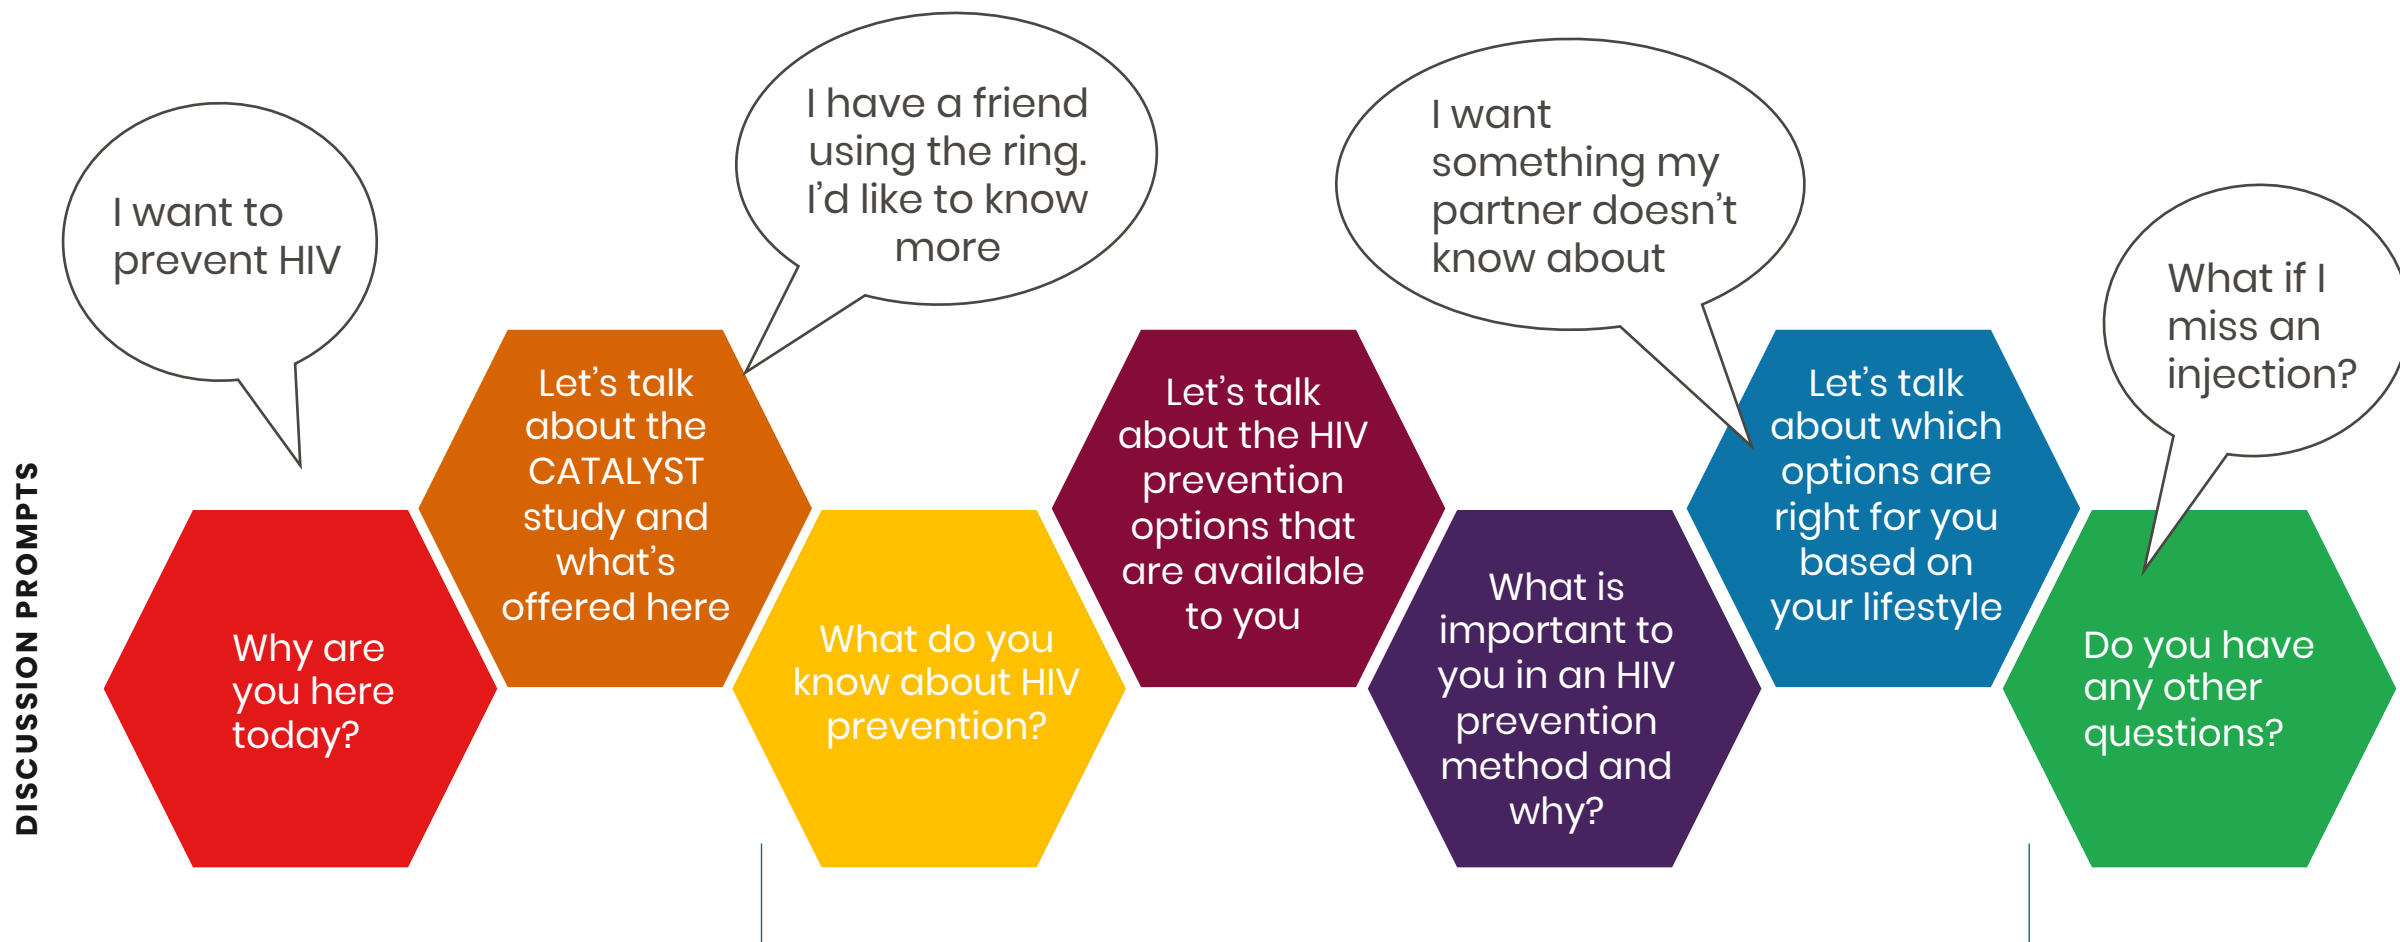 DISCUSSION PROMPTS
I want to
prevent HIV
Why are
you here
today?
I have a friend
using the ring.
I’d like to know
more
Let’s talk
about the
CATALYST
study and
what’s
offered here
What do you
know about HIV
prevention?
Let’s talk
about the HIV
prevention
options that
are available
to you
I want
something my
partner doesn’t
know about
What is
important to
you in an HIV
prevention
method and
why?
Let’s talk
about which
options are
right for you
based on
your lifestyle
What if I
miss an
injection?
Do you have
any other
questions?